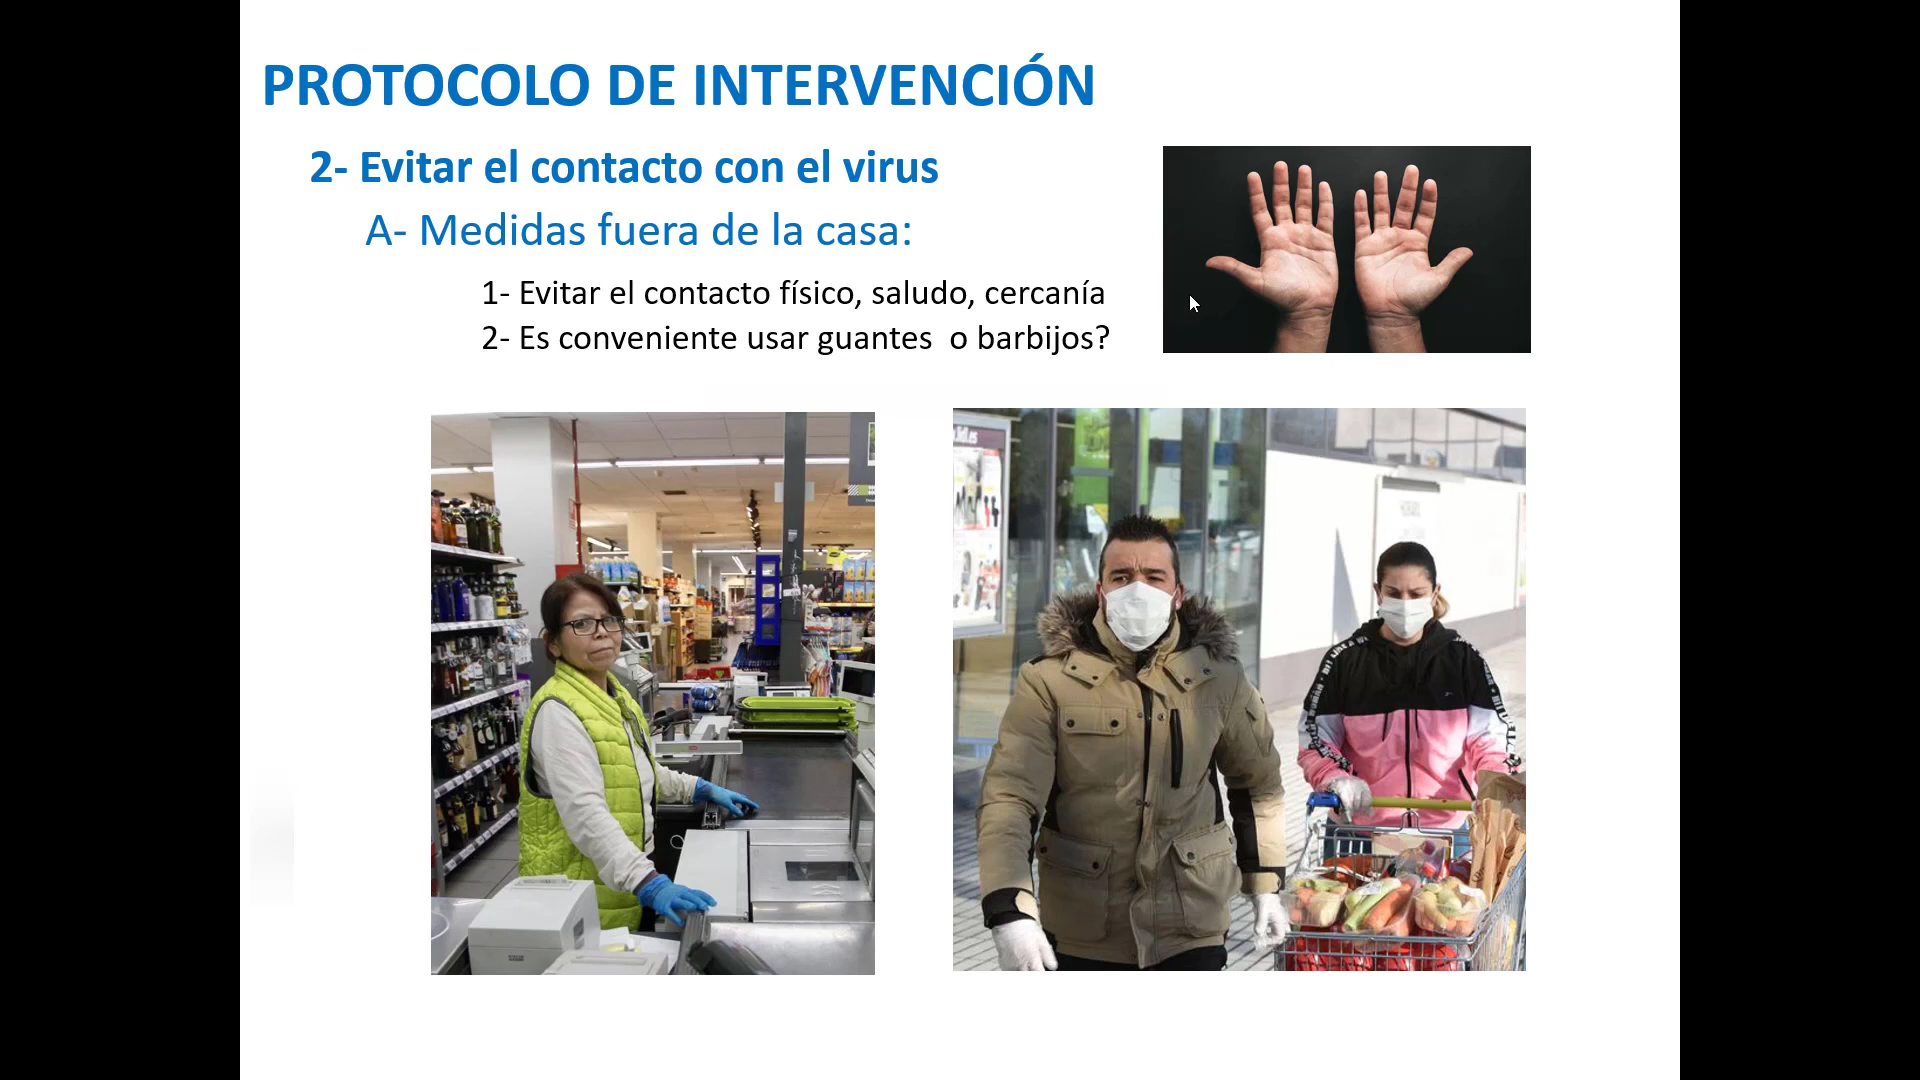 PROTOCOLO DE INTERVENCIÓN
2- Evitar el contacto con el virus
A- Medidas fuera de la casa:
1- Evitar el contacto físico, saludo, cercanía
2- Es conveniente usar guantes  o barbijos?